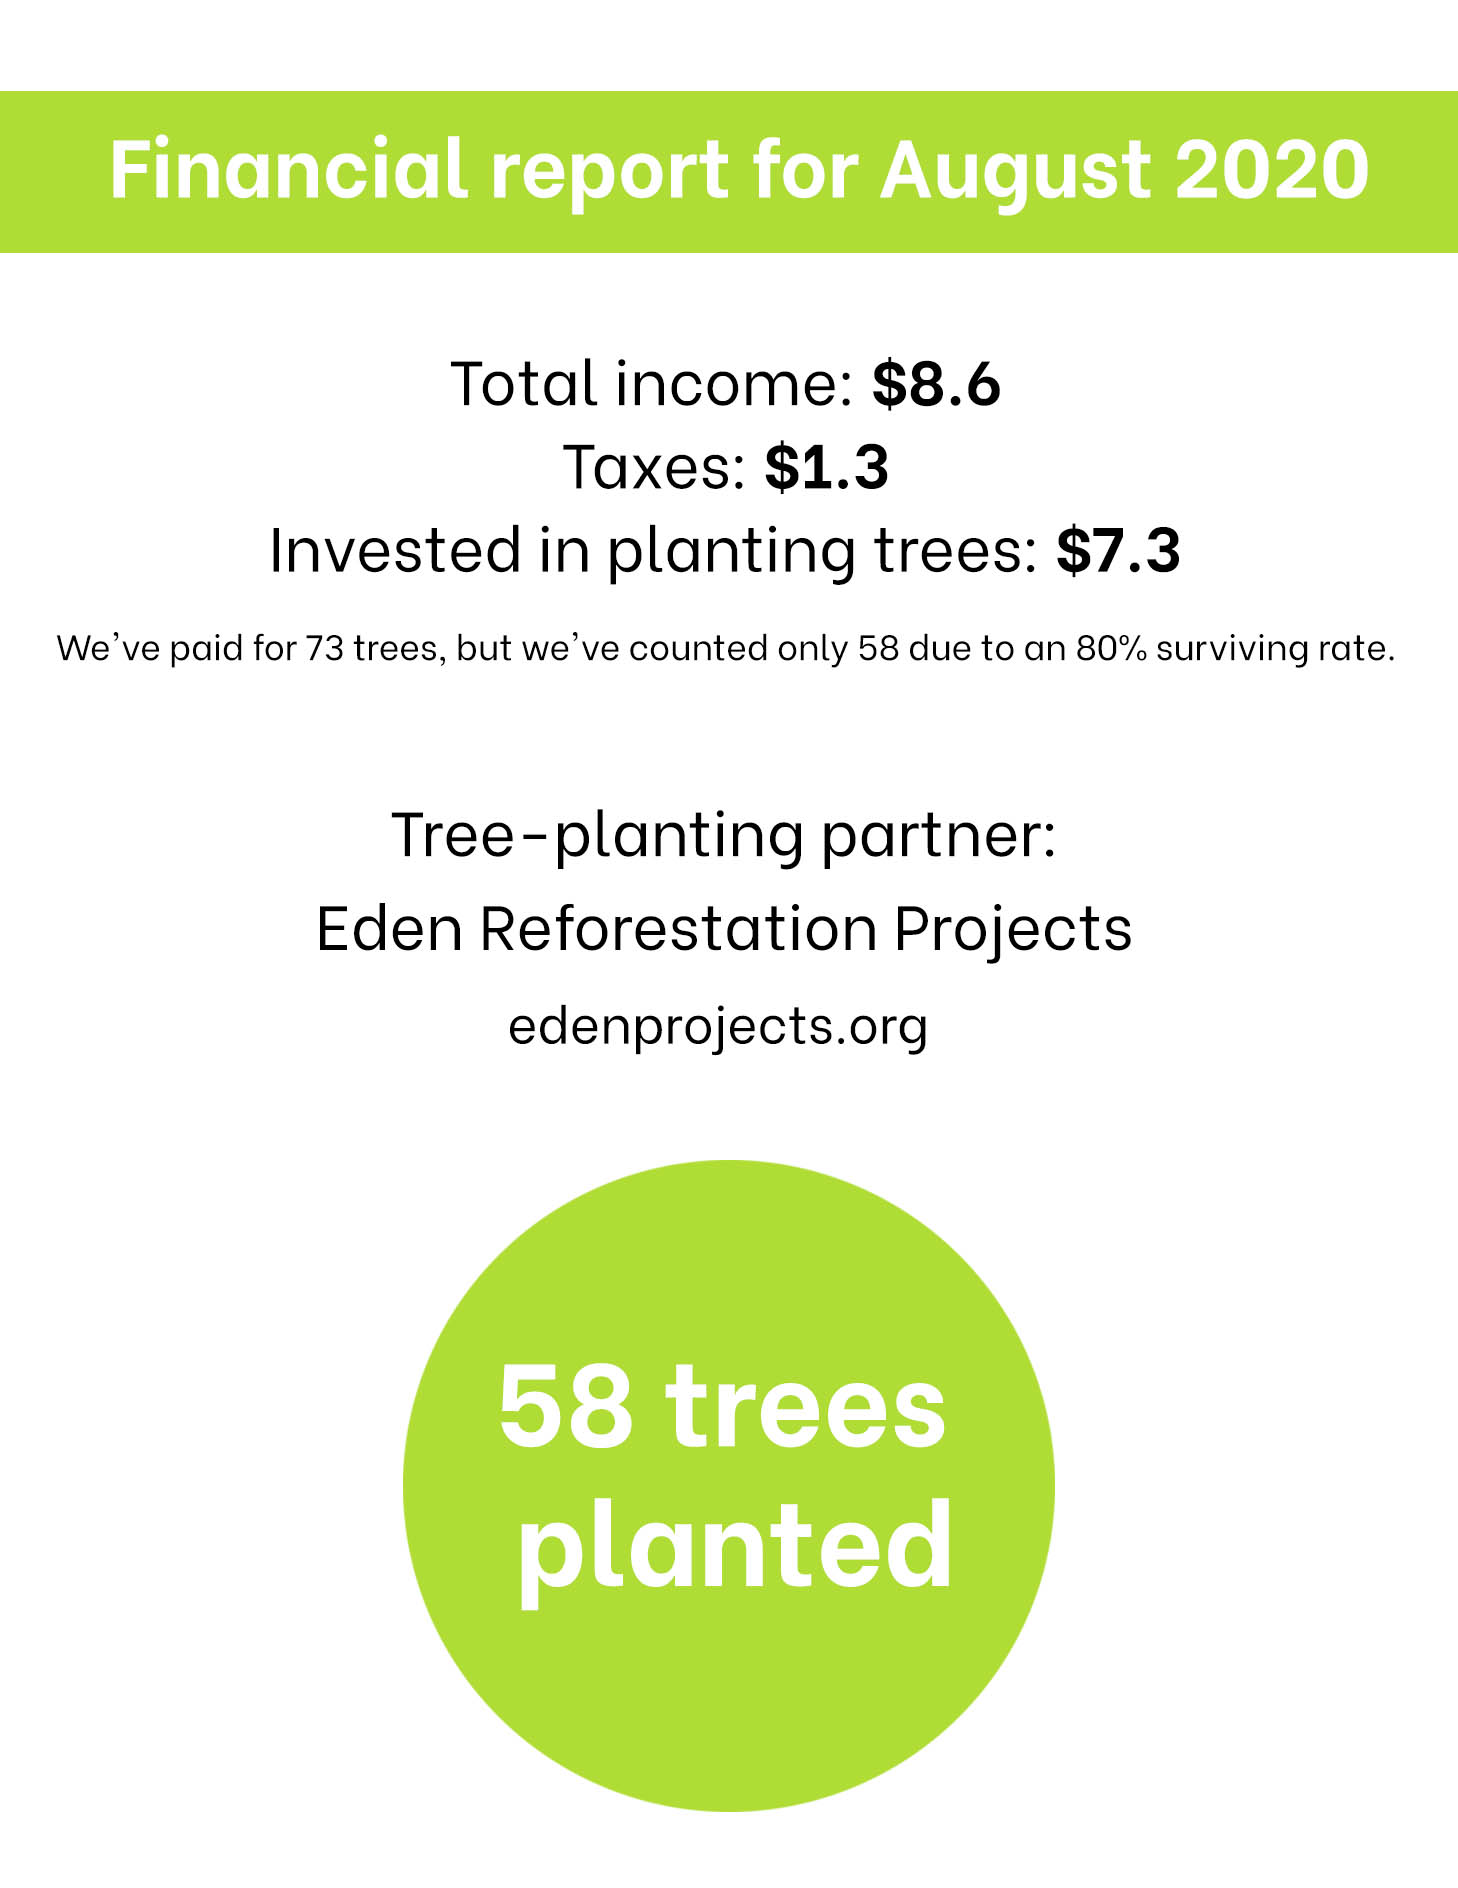 Financial report for August 2020
Total income: $8.6
Taxes: $1.3
Invested in planting trees: $7.3
We've paid for 73 trees, but we've counted only 58 due to an 80% surviving rate.
Tree-planting partner:
Eden Reforestation Projects
edenprojects.org
58 trees
planted